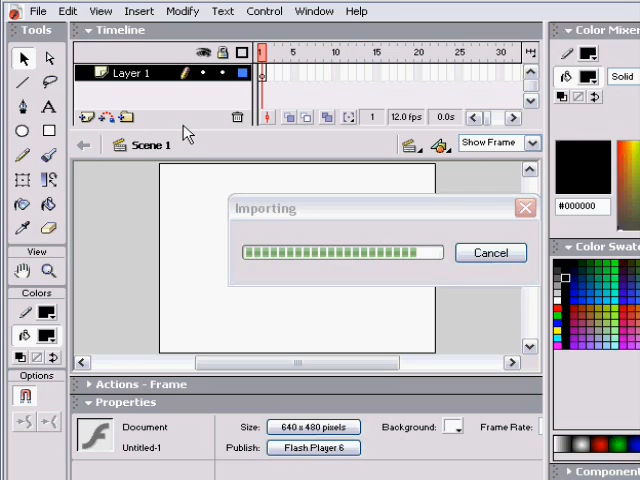 File Edit View Insert Modify Text Control Window Help
Tools
Timeline
Color Mixer
1 5 10 15 20 25 30
Layer 1
Solid
1 12.0 fps 0.0s
Scene 1
Show Frame
Importing
#000000
Cancel
View
Color Swatc
Colors
Options
Actions - Frame
Properties
Document
Size:
640 x 480 pixels
Background:
Frame Rate:
Untitled-1
Publish:
Flash Player 6
Component